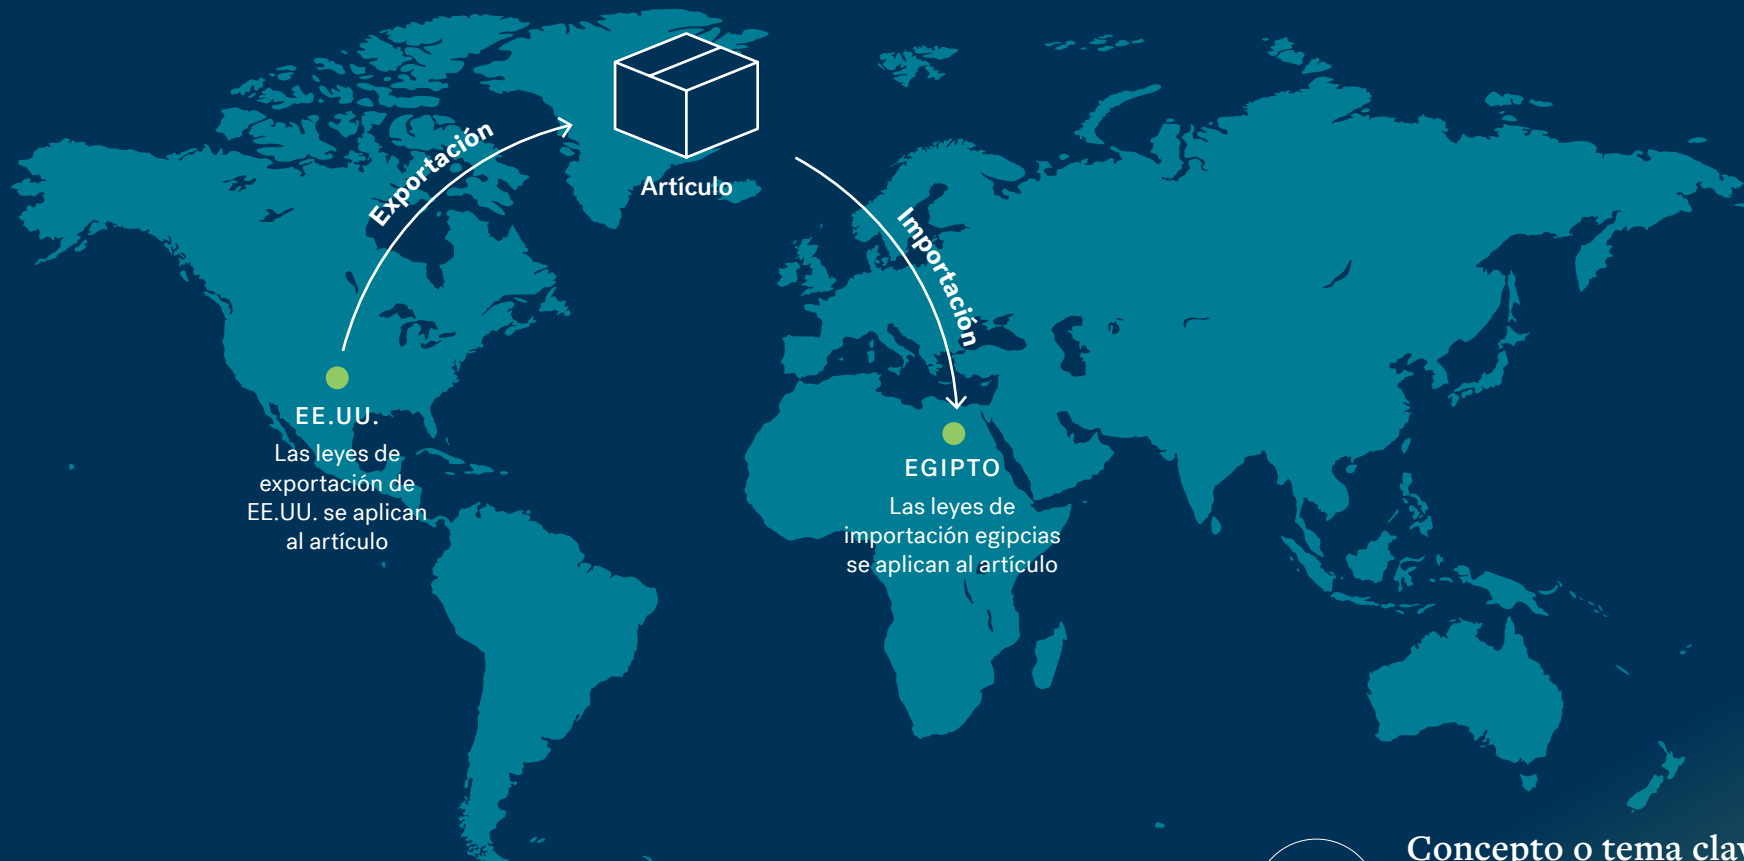 Exportación
Artículo
Importación
EE.UU.
Las leyes de
exportación de
EE.UU. se aplican
al artículo
EGIPTO
Las leyes de
importación egipcias
se aplican al artículo
Concepto o tema